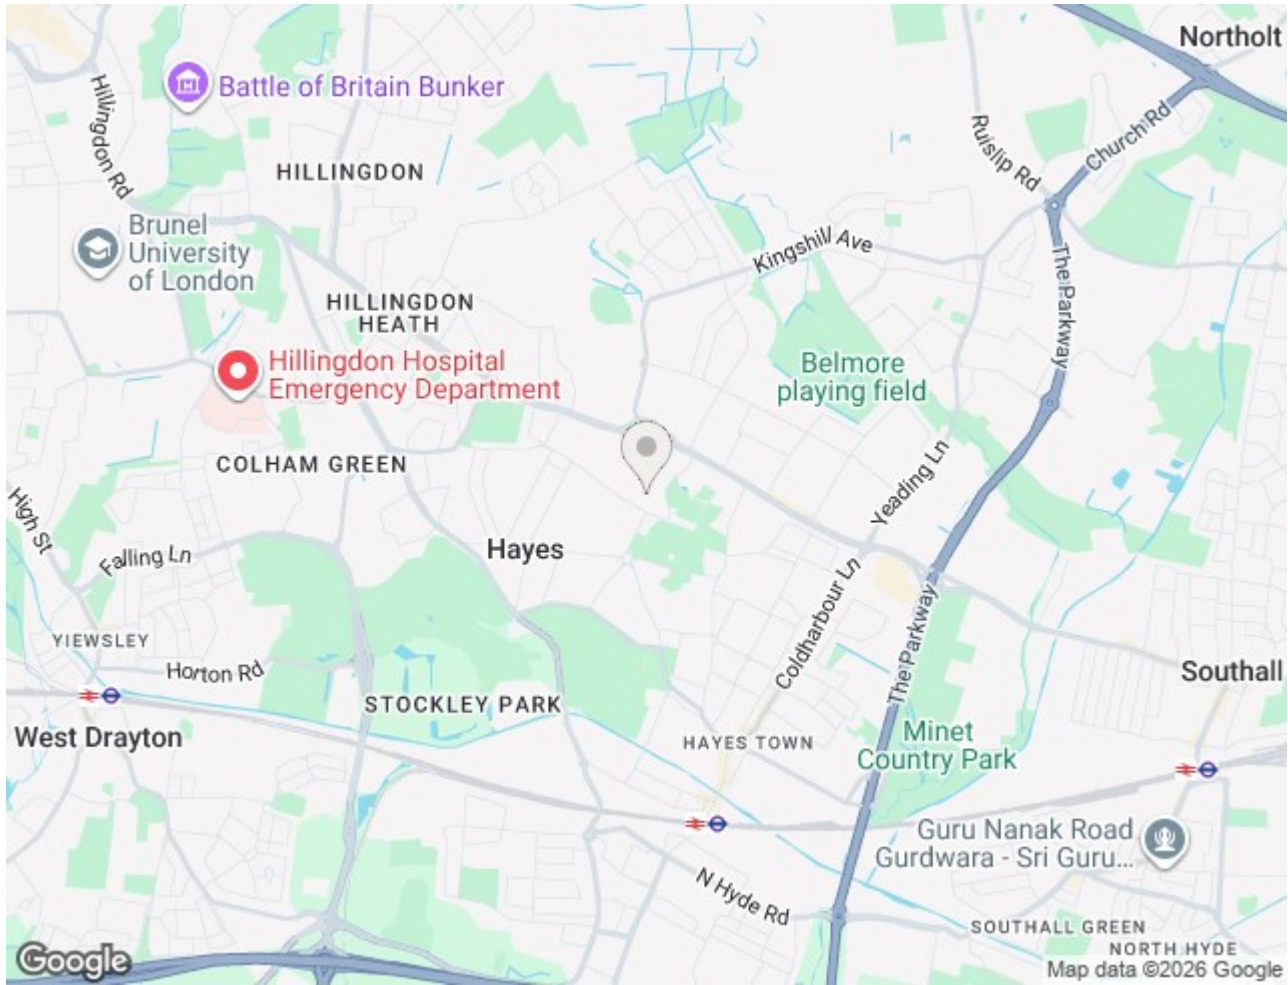 Northolt
Battle of Britain Bunker
Hillingdon Rd
Church Rd
Ruislip Rd
HILLINGDON
Brunel
University
of London
Kingshill Ave
The Parkway
HILLINGDON
HEATH
Hillingdon Hospital
Emergency Department
Belmore
playing field
COLHAM GREEN
Yeading Ln
High St
Falling Ln
Hayes
Coldharbour Ln
The Parkway
YIEWSLEY
Horton Rd
Southall
STOCKLEY PARK
West Drayton
HAYES TOWN
Minet
Country Park
Guru Nanak Road
Gurdwara - Sri Guru...
N Hyde Rd
SOUTHALL GREEN
NORTH HYDE
Google
Map data ©2026 Google